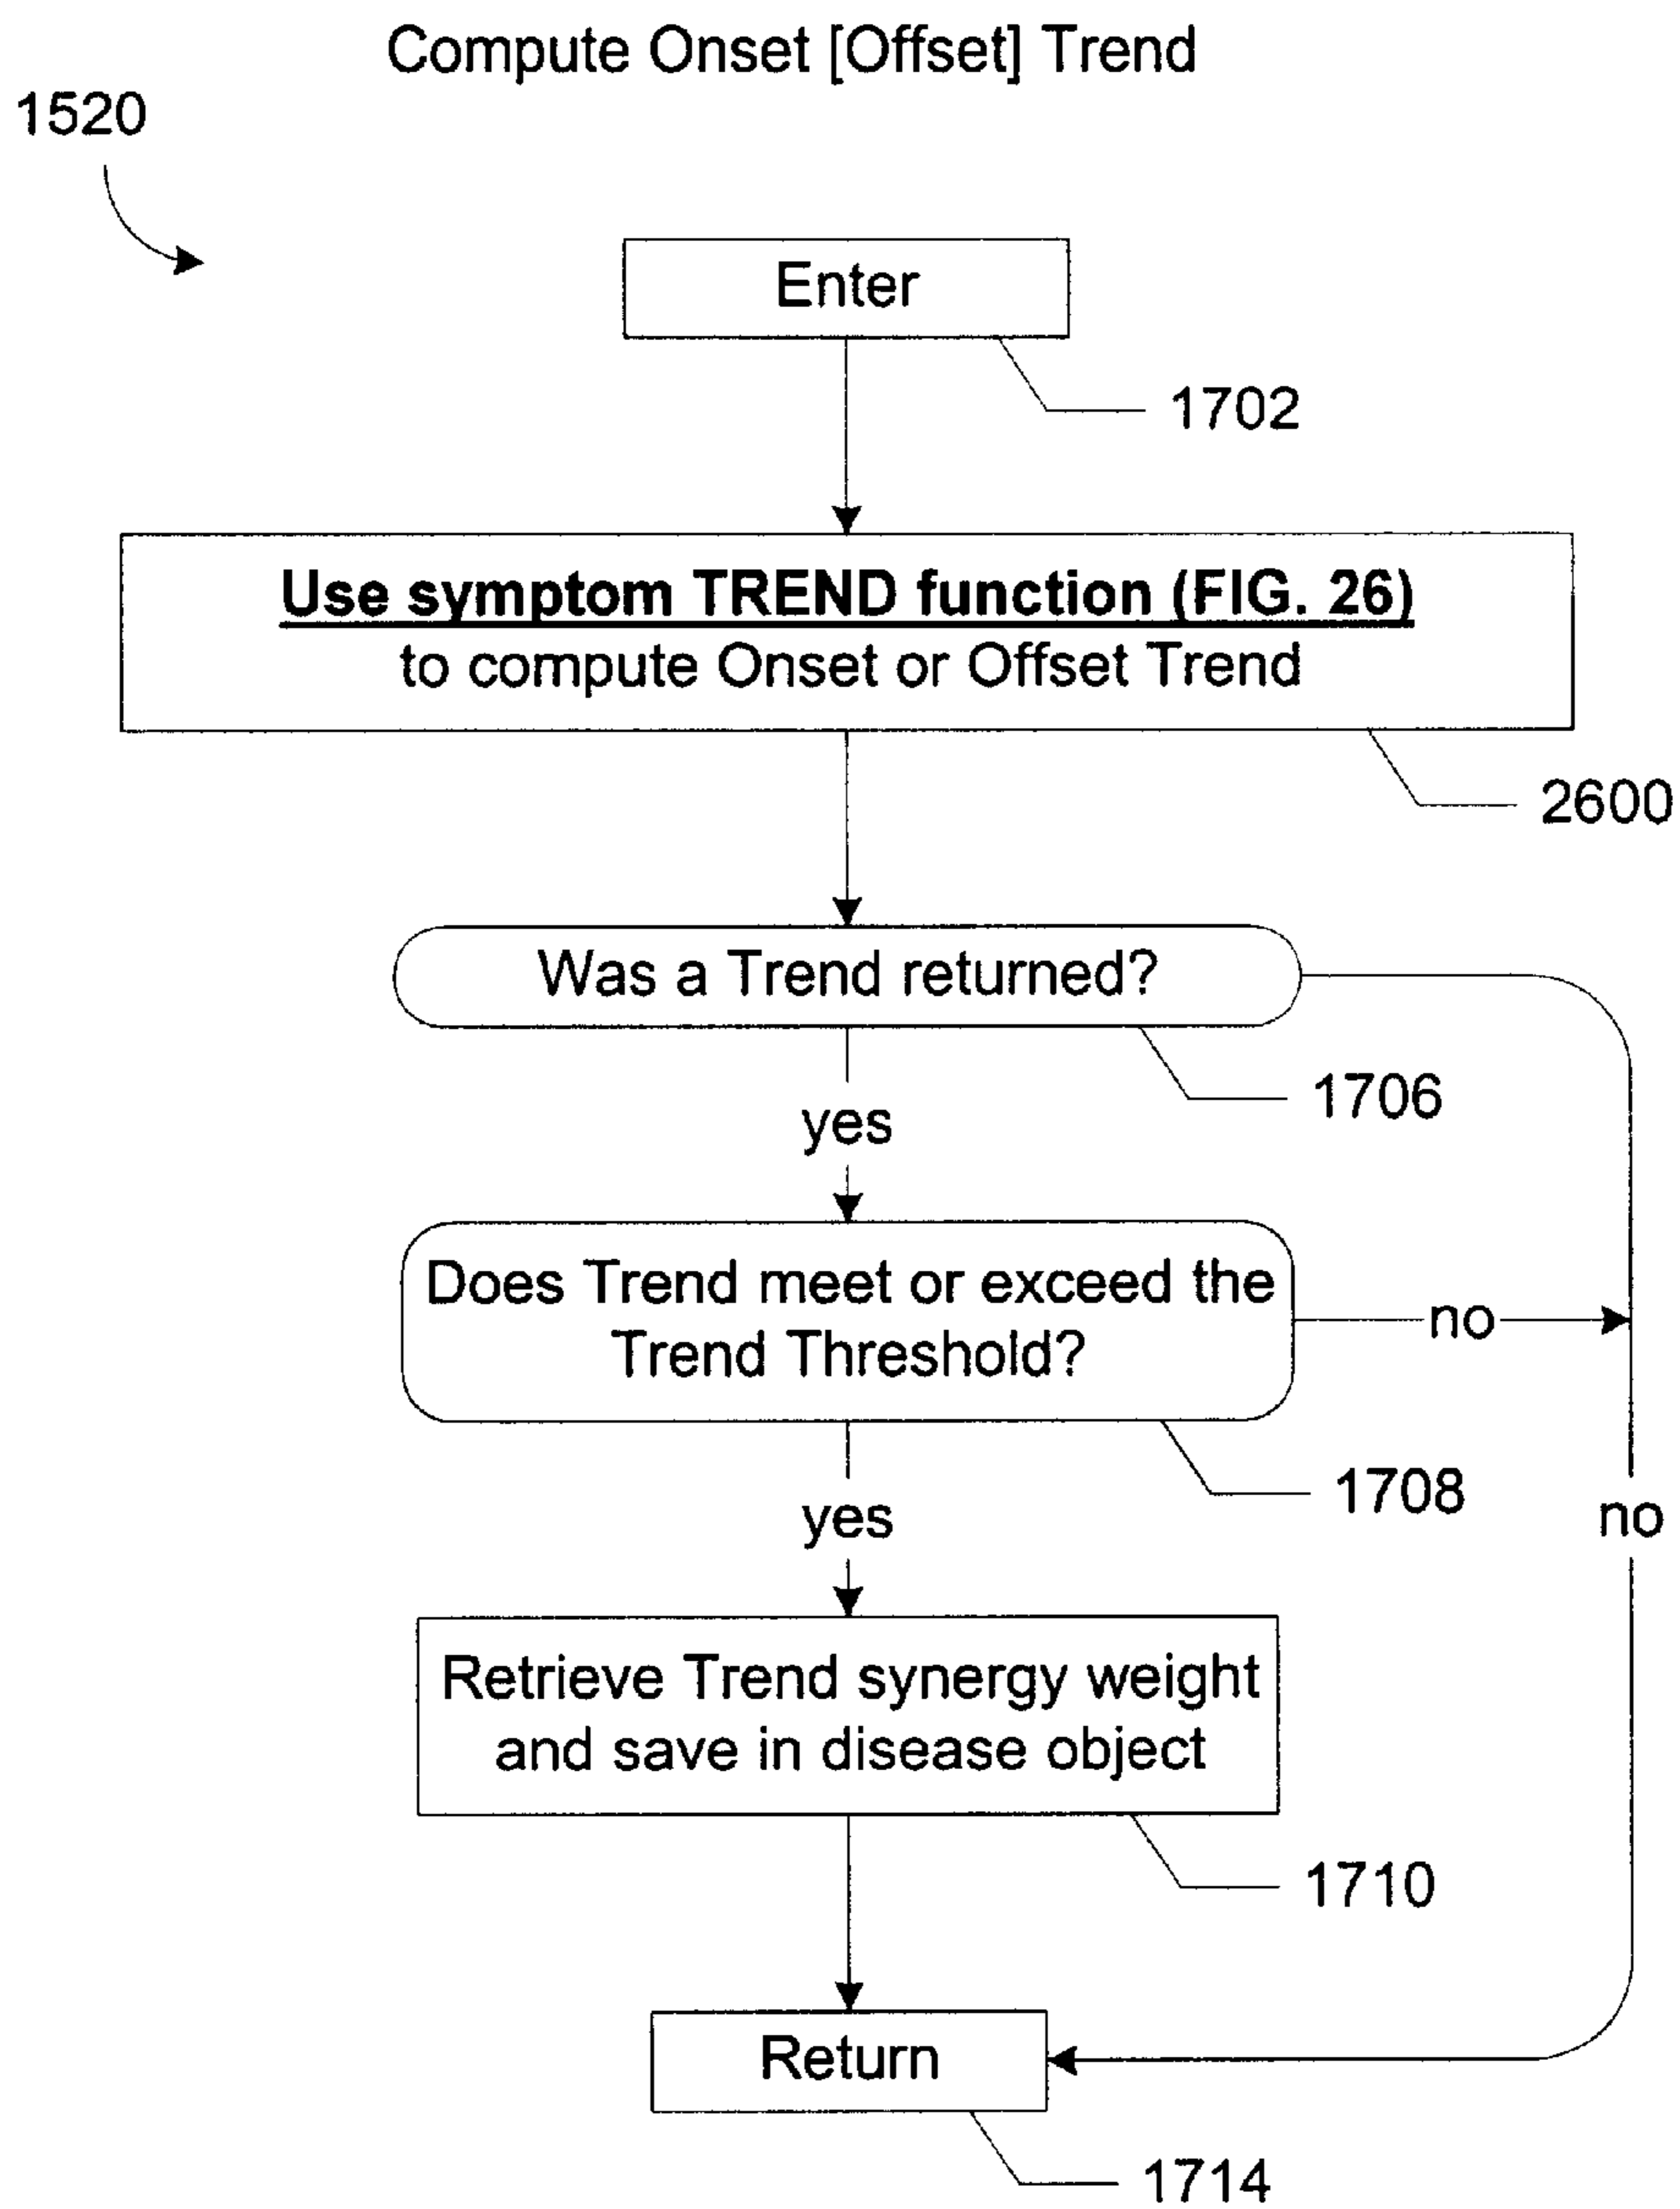 Compute Onset [Offset] Trend
1520
Enter
1702
Use symptom TREND function (FIG. 26)
to compute Onset or Offset Trend
2600
Was a Trend returned?
1706
yes
Does Trend meet or exceed the
Trend Threshold?
no
1708
no
yes
Retrieve Trend synergy weight
and save in disease object
1710
Return
1714